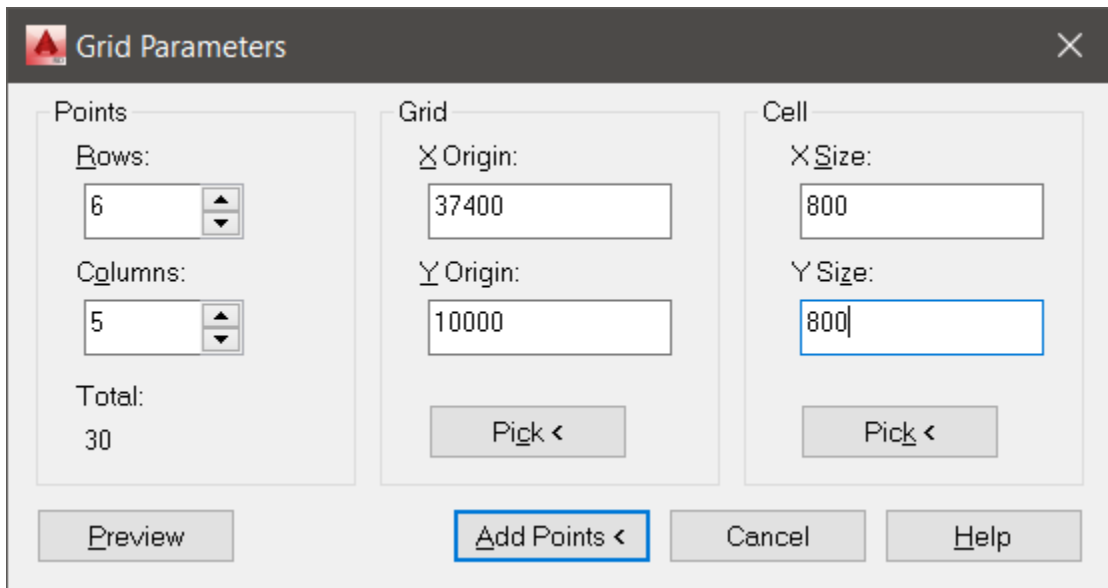 Grid Parameters
Points
Rows:
6
Columns:
5
Total:
30
Grid
X Origin:
37400
Y Origin:
10000
Pick <
Cell
X Size:
800
Y Size:
800
Pick <
Preview
Add Points <
Cancel
Help